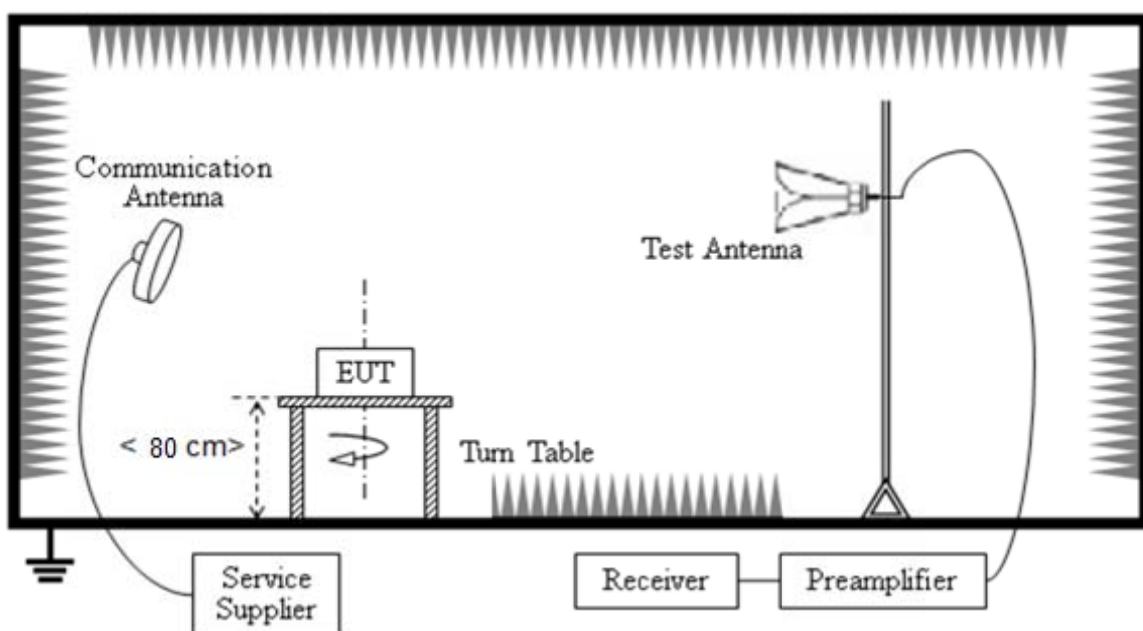 Communication
Antenna
Test Antenna
EUT
< 80 cm>
Turn Table
Service
Supplier
Receiver
Preamplifier